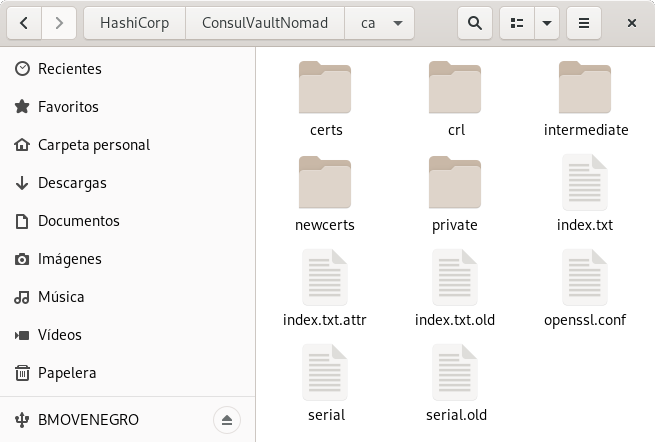 HashiCorp ConsulVaultNomad ca
Recientes
Favoritos
Carpeta personal
Descargas
Documentos
Imágenes
Música
Vídeos
Papelera
BMOVENEGRO
certs crl intermediate
newcerts private index.txt
index.txt.attr index.txt.old openssl.conf
serial serial.old